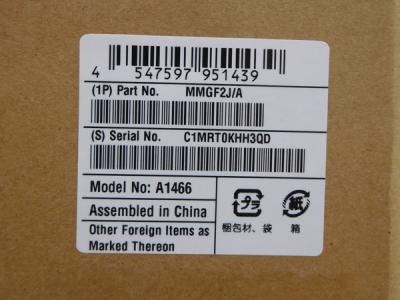 4 547597 951439
(1P) Part No. MMGF2J/A
(S) Serial No. C1MRT0KHH3QD
Model No: A1466
Assembled in China
Other Foreign Items as
Marked Thereon
プラ 紙
梱包材、袋 箱